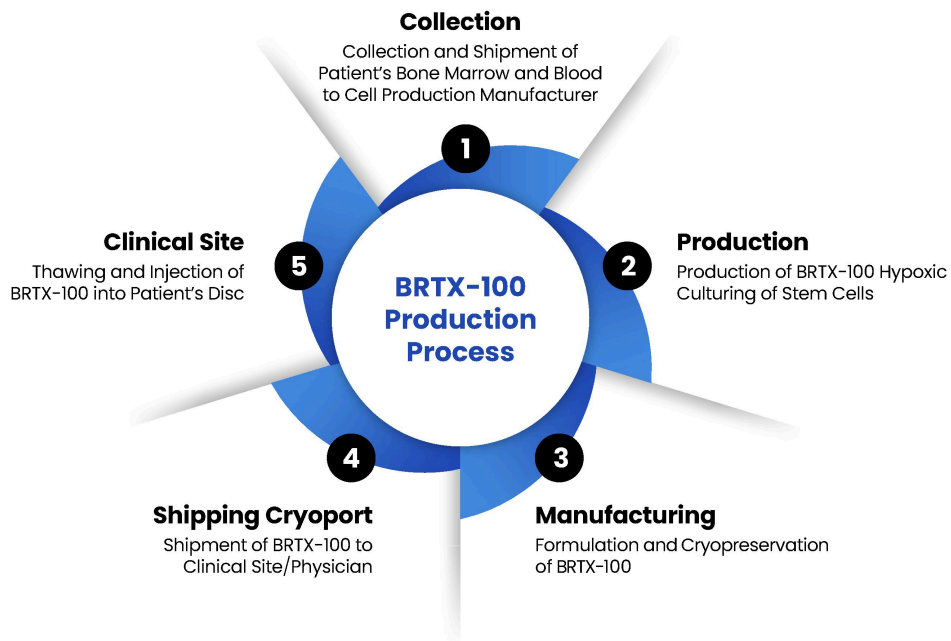 Collection
Collection and Shipment of
Patient's Bone Marrow and Blood
to Cell Production Manufacturer
1
2
Production
Production of BRTX-100 Hypoxic
Culturing of Stem Cells
3
Manufacturing
Formulation and Cryopreservation
of BRTX-100
4
Shipping Cryoport
Shipment of BRTX-100 to
Clinical Site/Physician
5
Clinical Site
Thawing and Injection of
BRTX-100 into Patient's Disc
BRTX-100
Production
Process